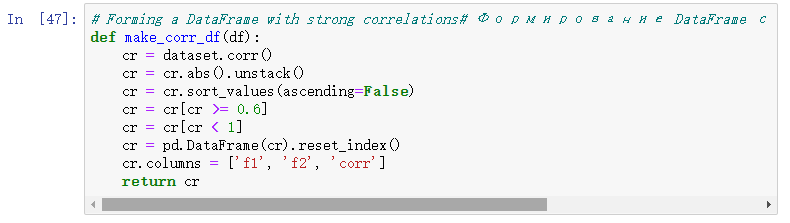 In [47]: # Forming a DataFrame with strong correlations# Формирование DataFrame с
def make_corr_df(df):
    cr = dataset.corr()
    cr = cr.abs().unstack()
    cr = cr.sort_values(ascending=False)
    cr = cr[cr >= 0.6]
    cr = cr[cr < 1]
    cr = pd.DataFrame(cr).reset_index()
    cr.columns = ['f1', 'f2', 'corr']
    return cr